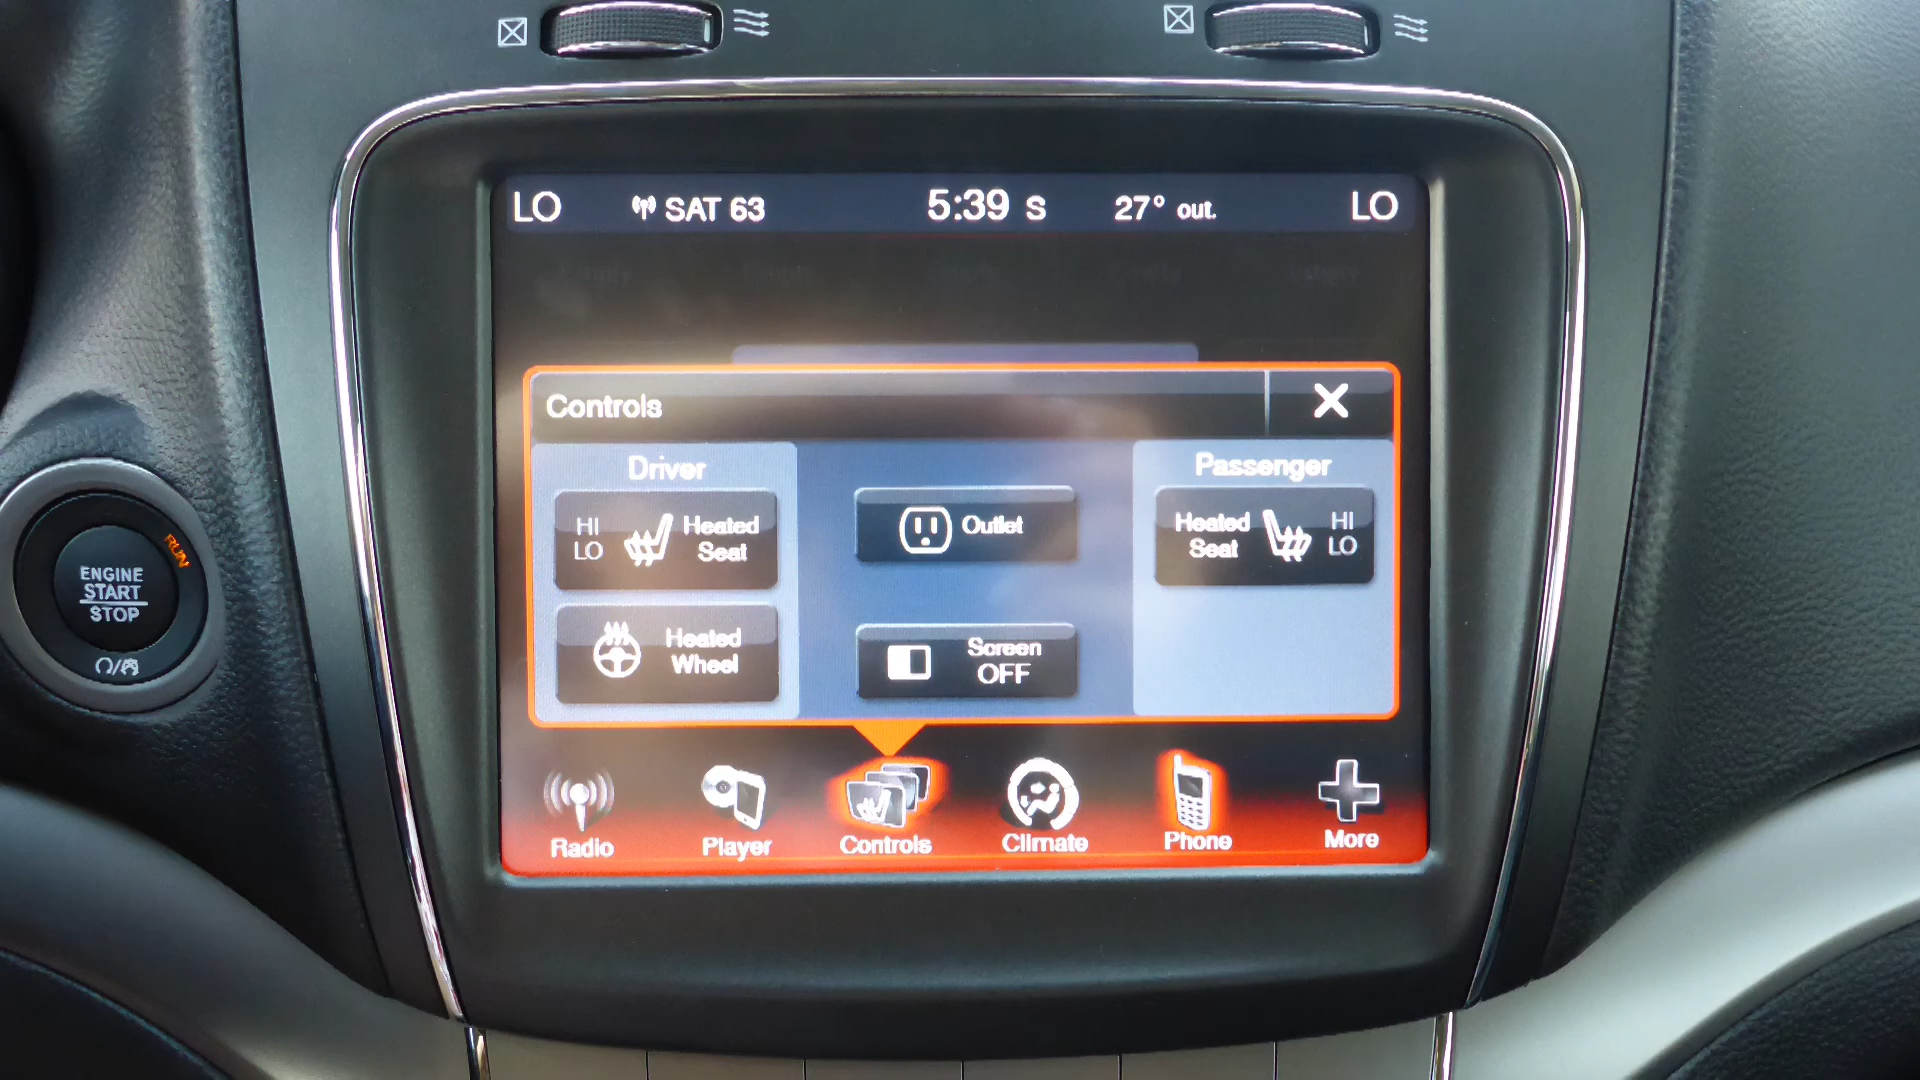 LO SAT 63 5:39 S 27° out. LO
Controls
Driver
HI
LO
Heated
Seat
Heated
Wheel
Outlet
Screen
OFF
Passenger
Heated
Seat
HI
LO
Radio
Player
Controls
Climate
Phone
More
RUN
ENGINE
START
STOP